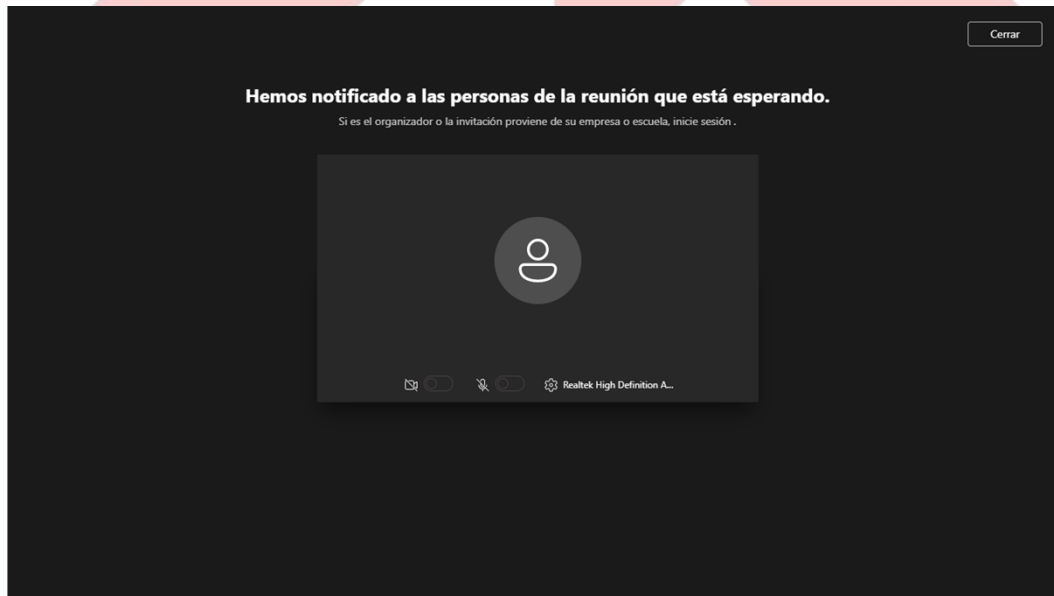 Cerrar
Hemos notificado a las personas de la reunión que está esperando.
Si es el organizador o la invitación proviene de su empresa o escuela, inicie sesión .
Realtek High Definition A...